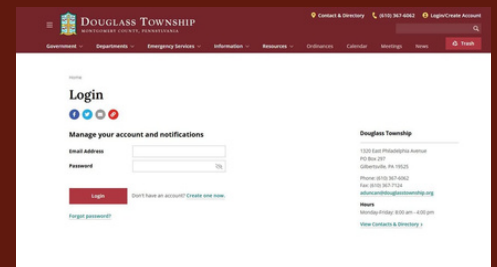 Contact & Directory (610) 367-6062 Login/Create Account
DOUGLASS TOWNSHIP
MONTGOMERY COUNTY, PENNSYLVANIA
Government Departments Emergency Services Information Resources Ordinances Calendar Meetings News Trash
Home
Login
Manage your account and notifications
Email Address
Password
Login Don't have an account? Create one now.
Forgot password?
Douglass Township
1320 East Philadelphia Avenue
PO Box 297
Gilbertsville, PA 19525
Phone: (610) 367-6062
Fax: (610) 367-7124
aduncan@douglasstownship.org
Hours
Monday-Friday: 8:00 am - 4:00 pm
View Contacts & Directory >